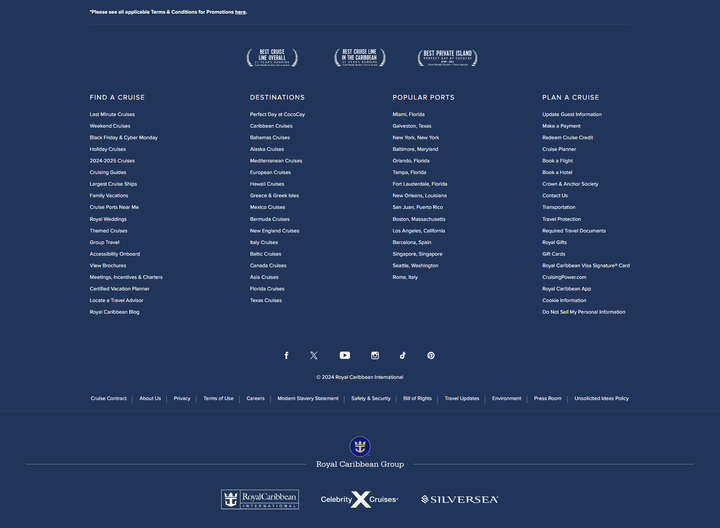 *Please see all applicable Terms & Conditions for Promotions here.
BEST CRUISE
LINE OVERALL
21 YEARS RUNNING
BEST CRUISE LINE
IN THE CARIBBEAN
21 YEARS RUNNING
BEST PRIVATE ISLAND
PERFECT DAY AT COCOCAY
FIND A CRUISE
Last Minute Cruises
Weekend Cruises
Black Friday & Cyber Monday
Holiday Cruises
2024-2025 Cruises
Cruising Guides
Largest Cruise Ships
Family Vacations
Cruise Ports Near Me
Royal Weddings
Themed Cruises
Group Travel
Accessibility Onboard
View Brochures
Meetings, Incentives & Charters
Certified Vacation Planner
Locate a Travel Advisor
Royal Caribbean Blog
DESTINATIONS
Perfect Day at CocoCay
Caribbean Cruises
Bahamas Cruises
Alaska Cruises
Mediterranean Cruises
European Cruises
Hawaii Cruises
Greece & Greek Isles
Mexico Cruises
Bermuda Cruises
New England Cruises
Italy Cruises
Baltic Cruises
Canada Cruises
Asia Cruises
Florida Cruises
Texas Cruises
POPULAR PORTS
Miami, Florida
Galveston, Texas
New York, New York
Baltimore, Maryland
Orlando, Florida
Tampa, Florida
Fort Lauderdale, Florida
New Orleans, Louisiana
San Juan, Puerto Rico
Boston, Massachusetts
Los Angeles, California
Barcelona, Spain
Singapore, Singapore
Seattle, Washington
Rome, Italy
PLAN A CRUISE
Update Guest Information
Make a Payment
Redeem Cruise Credit
Cruise Planner
Book a Flight
Book a Hotel
Crown & Anchor Society
Contact Us
Transportation
Travel Protection
Required Travel Documents
Royal Gifts
Gift Cards
Royal Caribbean Visa Signature® Card
CruisingPower.com
Royal Caribbean App
Cookie Information
Do Not Sell My Personal Information
© 2024 Royal Caribbean International
Cruise Contract | About Us | Privacy | Terms of Use | Careers | Modern Slavery Statement | Safety & Security | Bill of Rights | Travel Updates | Environment | Press Room | Unsolicited Ideas Policy
Royal Caribbean Group
RoyalCaribbean
INTERNATIONAL
Celebrity X Cruises®
SILVERSEA®